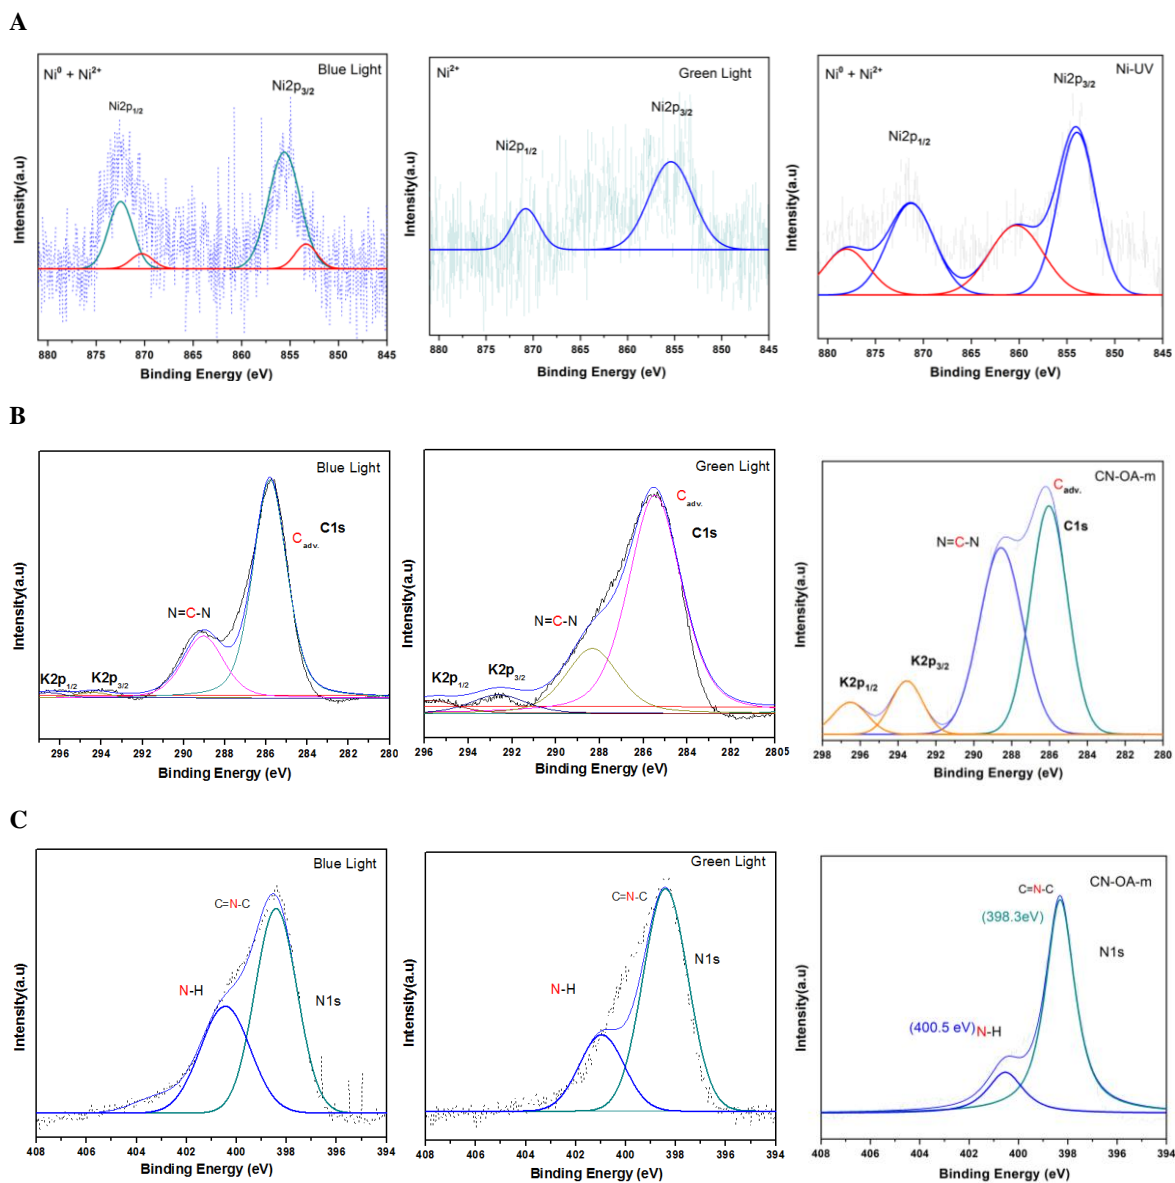 A
Ni⁰ + Ni²⁺
Blue Light
Ni2p₁/₂
Ni2p₃/₂
Intensity(a.u)
880 875 870 865 860 855 850 845
Binding Energy (eV)
Ni²⁺
Green Light
Ni2p₁/₂
Ni2p₃/₂
Intensity(a.u)
880 875 870 865 860 855 850 845
Binding Energy (eV)
Ni⁰ + Ni²⁺
Ni-UV
Ni2p₁/₂
Ni2p₃/₂
Intensity(a.u)
880 875 870 865 860 855 850 845
Binding Energy (eV)
B
Blue Light
C1s
C adv.
N=C-N
K2p₁/₂
K2p₃/₂
Intensity(a.u)
296 294 292 290 288 286 284 282 280
Binding Energy (eV)
Green Light
C adv.
C1s
N=C-N
K2p₁/₂
K2p₃/₂
Intensity(a.u)
296 292 288 284 2805
Binding Energy (eV)
CN-OA-m
C adv.
C1s
N=C-N
K2p₃/₂
K2p₁/₂
Intensity(a.u)
298 296 294 292 290 288 286 284 282 280
Binding Energy (eV)
C
Blue Light
C=N-C
N-H
N1s
Intensity(a.u)
408 406 404 402 400 398 396 394
Binding Energy (eV)
Green Light
C=N-C
N1s
N-H
Intensity(a.u)
408 406 404 402 400 398 396 394
Binding Energy (eV)
C=N-C
CN-OA-m
(398.3eV)
N1s
(400.5 eV) N-H
Intensity(a.u)
408 406 404 402 400 398 396 394
Binding Energy (eV)